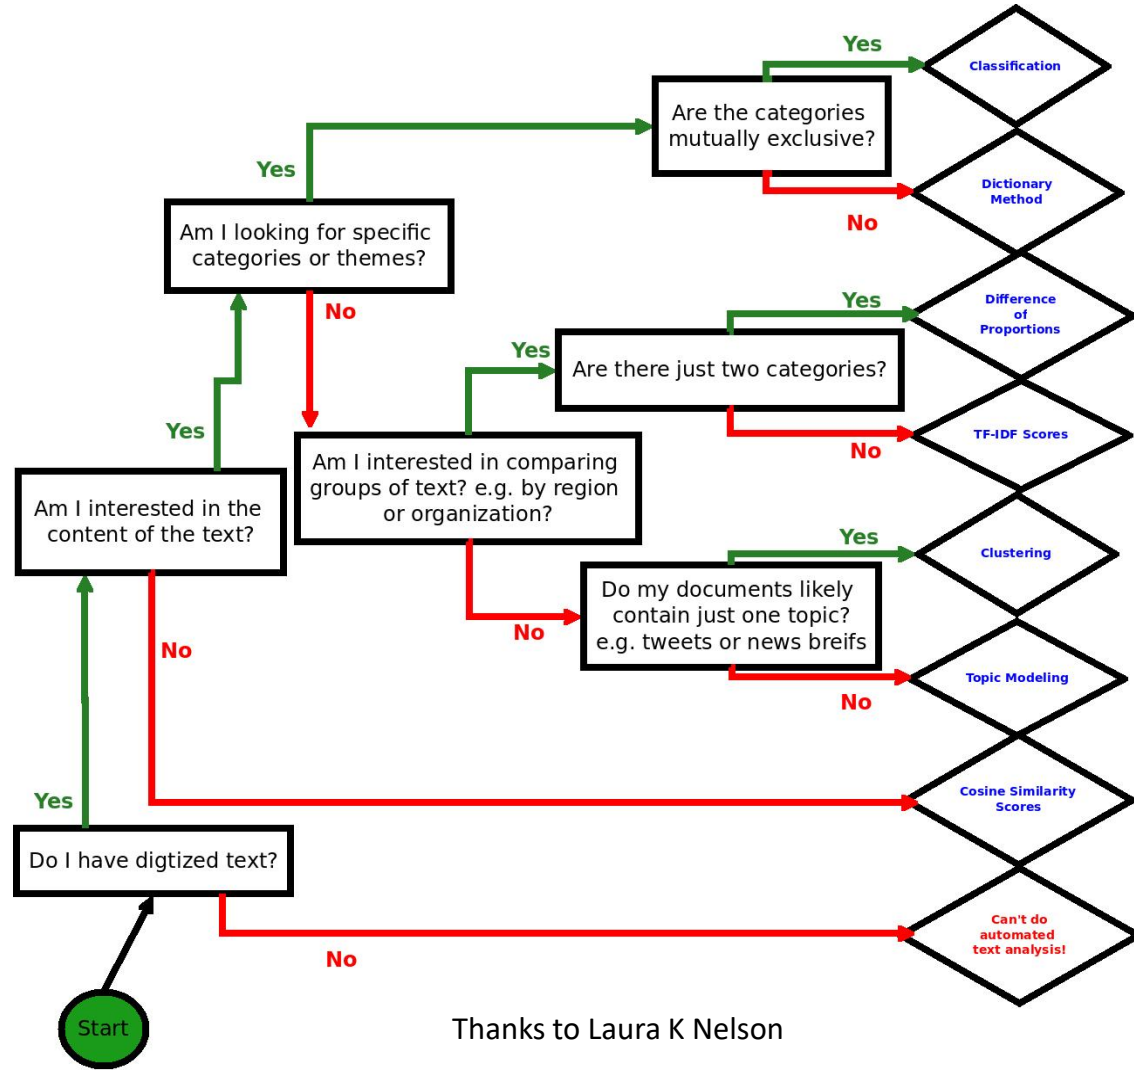 Yes
Classification
Are the categories
mutually exclusive?
Yes
Dictionary
Method
No
Am I looking for specific
categories or themes?
Yes
Difference
of
Proportions
No
Yes
Are there just two categories?
Yes
TF-IDF Scores
No
Am I interested in comparing
groups of text? e.g. by region
or organization?
Am I interested in the
content of the text?
Yes
Clustering
Do my documents likely
contain just one topic?
e.g. tweets or news breifs
No
No
Topic Modeling
No
Yes
Cosine Similarity
Scores
Do I have digtized text?
Can't do
automated
text analysis!
No
Start
Thanks to Laura K Nelson